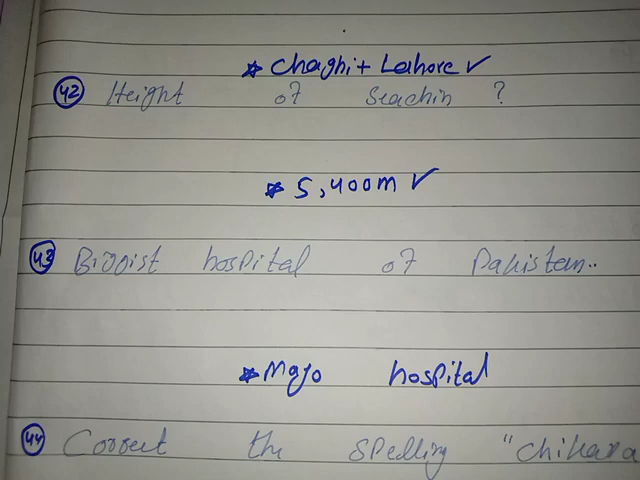 * Chaghi + Lahore ✓
42 Height of Seachin ?
* 5,400m ✓
43 Biggist hospital of Pakistan..
* Mayo hospital
44 Correct the spelling "chikara